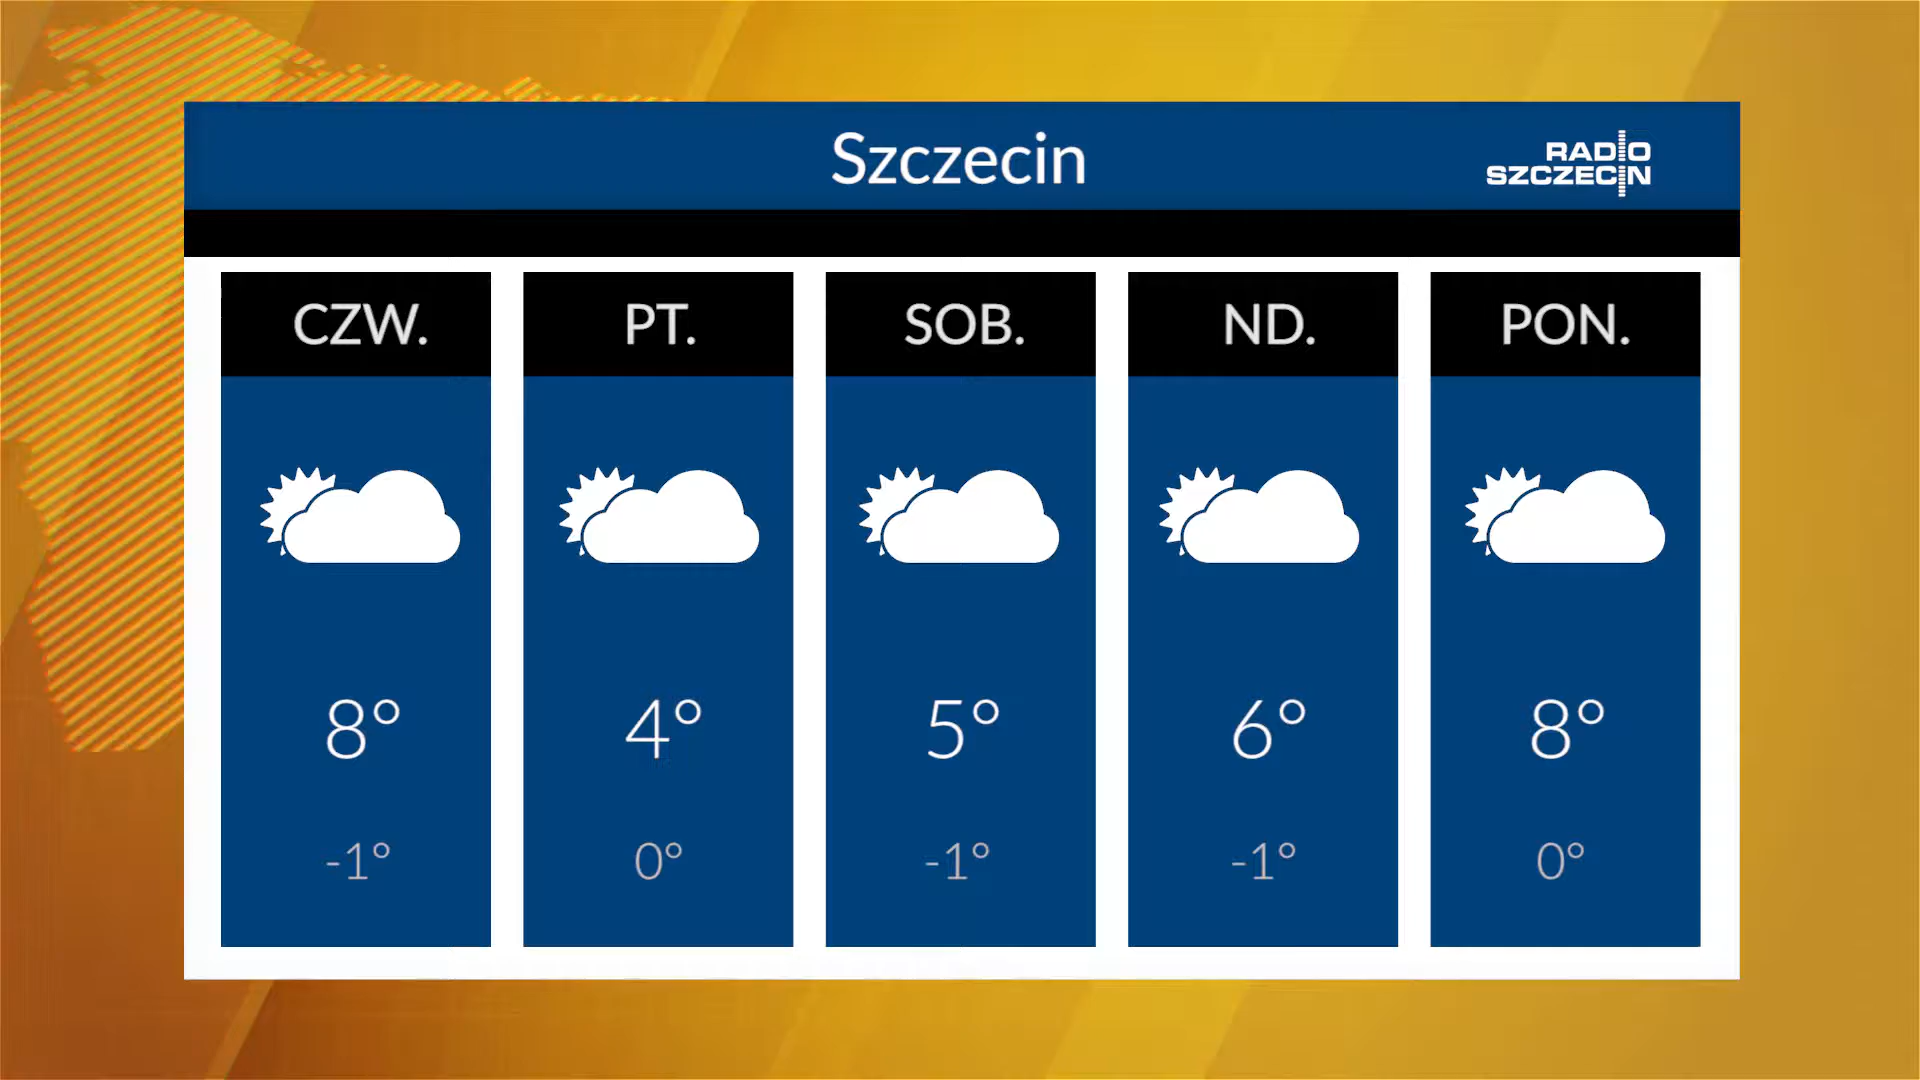 Szczecin
RADIO
SZCZECIN
CZW. PT. SOB. ND. PON.
8° 4° 5° 6° 8°
-1° 0° -1° -1° 0°